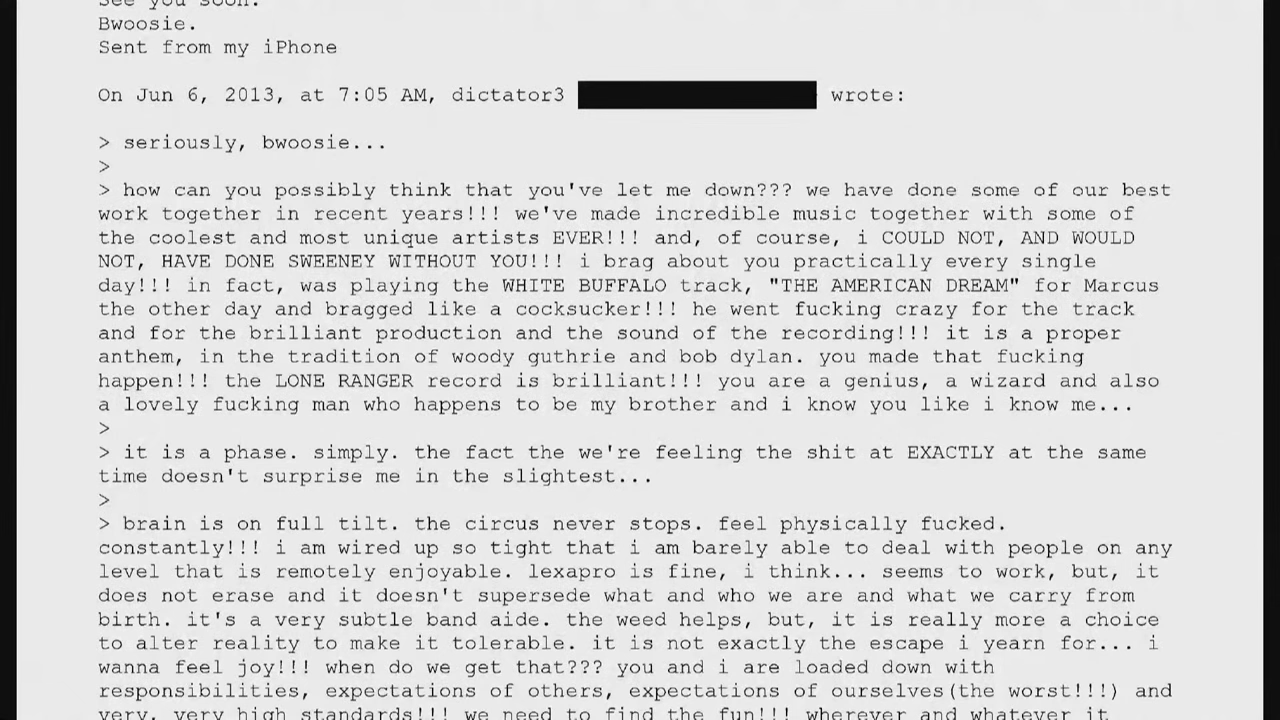 See you soon.
Bwoosie.
Sent from my iPhone
On Jun 6, 2013, at 7:05 AM, dictator3 wrote:
> seriously, bwoosie...
>
> how can you possibly think that you've let me down??? we have done some of our best
work together in recent years!!! we've made incredible music together with some of
the coolest and most unique artists EVER!!! and, of course, i COULD NOT, AND WOULD
NOT, HAVE DONE SWEENEY WITHOUT YOU!!! i brag about you practically every single
day!!! in fact, was playing the WHITE BUFFALO track, "THE AMERICAN DREAM" for Marcus
the other day and bragged like a cocksucker!!! he went fucking crazy for the track
and for the brilliant production and the sound of the recording!!! it is a proper
anthem, in the tradition of woody guthrie and bob dylan. you made that fucking
happen!!! the LONE RANGER record is brilliant!!! you are a genius, a wizard and also
a lovely fucking man who happens to be my brother and i know you like i know me...
>
> it is a phase. simply. the fact the we're feeling the shit at EXACTLY at the same
time doesn't surprise me in the slightest...
>
> brain is on full tilt. the circus never stops. feel physically fucked.
constantly!!! i am wired up so tight that i am barely able to deal with people on any
level that is remotely enjoyable. lexapro is fine, i think... seems to work, but, it
does not erase and it doesn't supersede what and who we are and what we carry from
birth. it's a very subtle band aide. the weed helps, but, it is really more a choice
to alter reality to make it tolerable. it is not exactly the escape i yearn for... i
wanna feel joy!!! when do we get that??? you and i are loaded down with
responsibilities, expectations of others, expectations of ourselves(the worst!!!) and
very, very high standards!!! we need to find the fun!!! wherever and whatever it